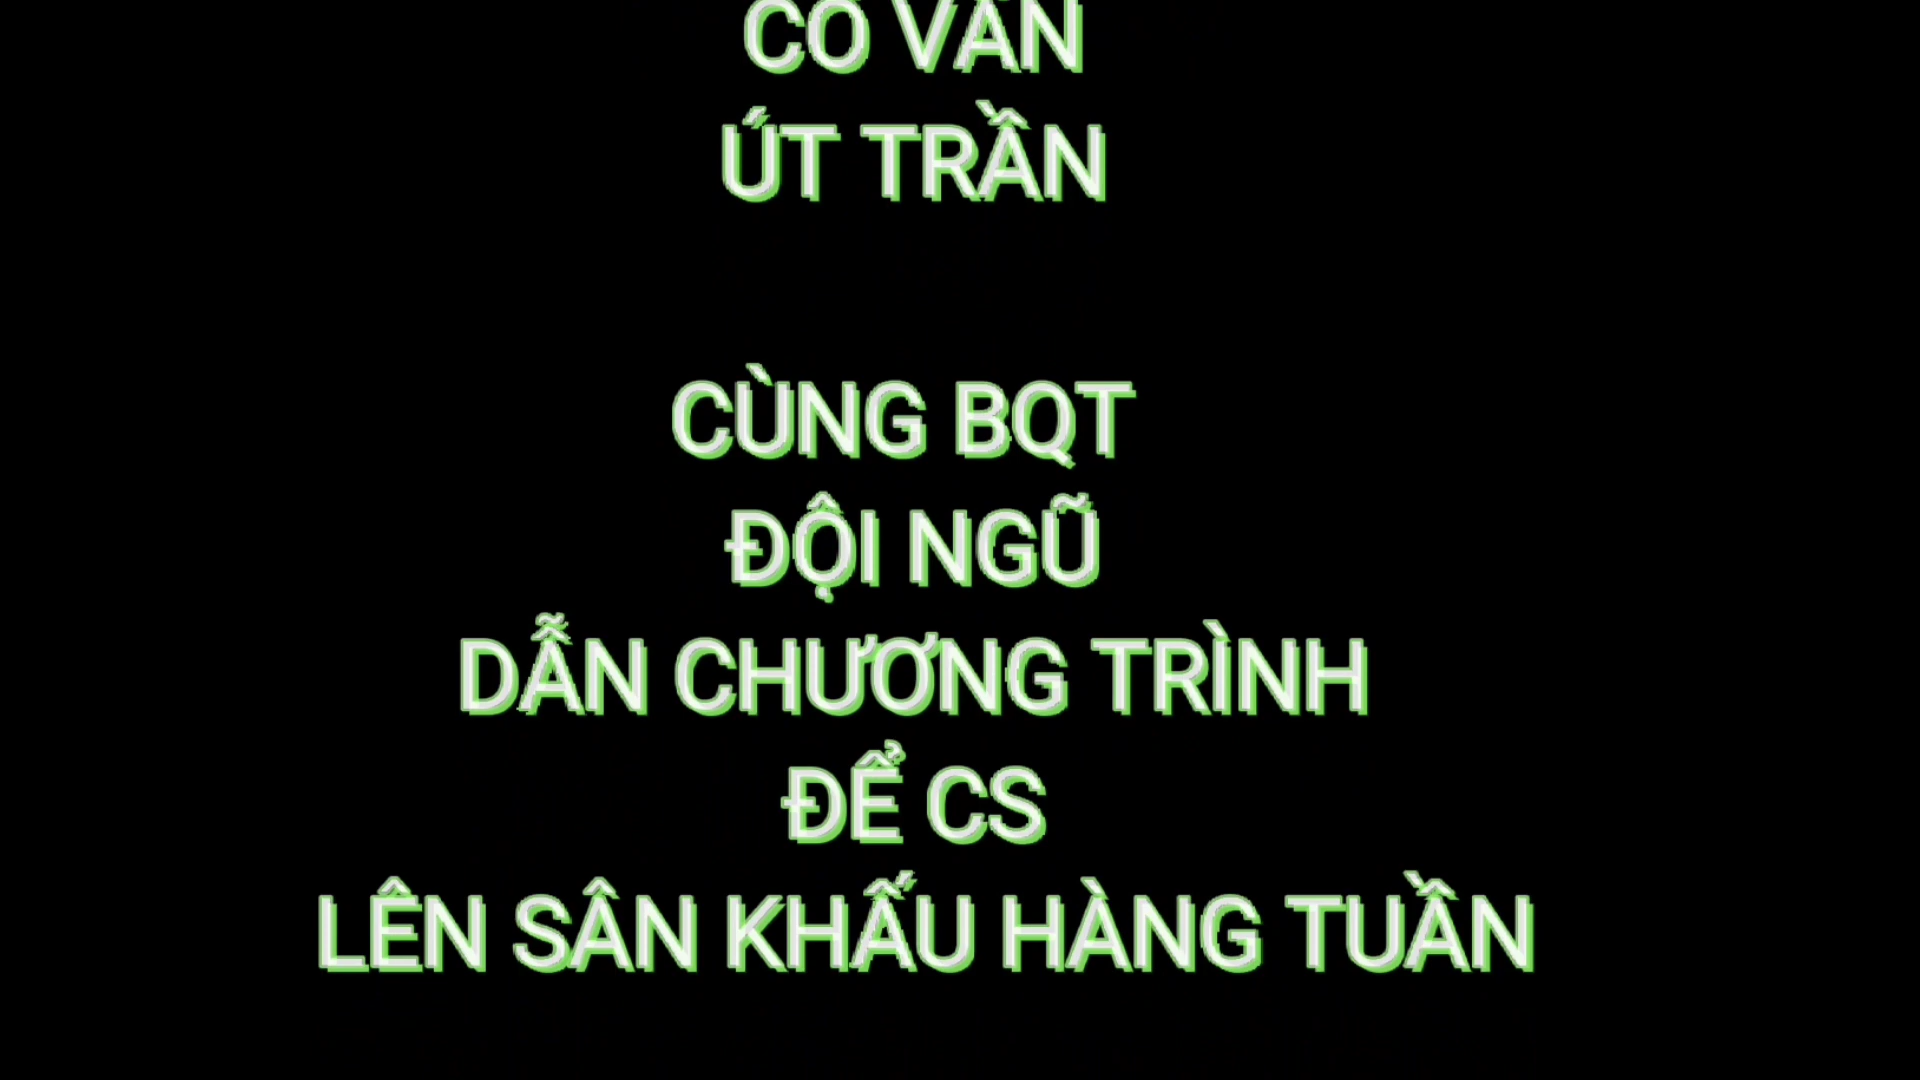 CỐ VẤN
ÚT TRẦN
CÙNG BQT
ĐỘI NGŨ
DẪN CHƯƠNG TRÌNH
ĐỂ CS
LÊN SÂN KHẤU HÀNG TUẦN